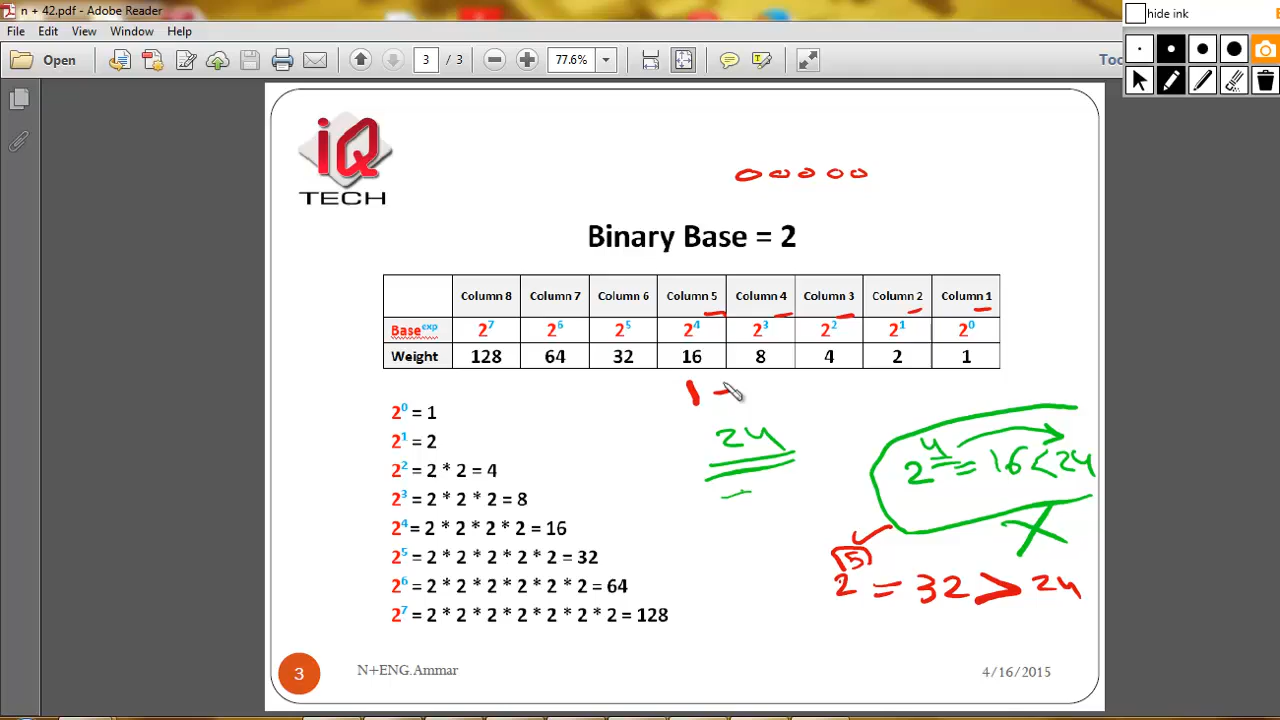 n + 42.pdf - Adobe Reader
hide ink
File Edit View Window Help
Open 3 / 3 77.6% Too
iQ
TECH
ooooo
Binary Base = 2
Column 8 Column 7 Column 6 Column 5 Column 4 Column 3 Column 2 Column 1
Base^exp 2^7 2^6 2^5 2^4 2^3 2^2 2^1 2^0
Weight 128 64 32 16 8 4 2 1
1 +
24
2^0 = 1
2^1 = 2
2^2 = 2 * 2 = 4
2^3 = 2 * 2 * 2 = 8
2^4 = 2 * 2 * 2 * 2 = 16
2^5 = 2 * 2 * 2 * 2 * 2 = 32
2^6 = 2 * 2 * 2 * 2 * 2 * 2 = 64
2^7 = 2 * 2 * 2 * 2 * 2 * 2 * 2 = 128
2^4 = 16 < 24
X
2^5 = 32 > 24
3 N+ENG.Ammar 4/16/2015